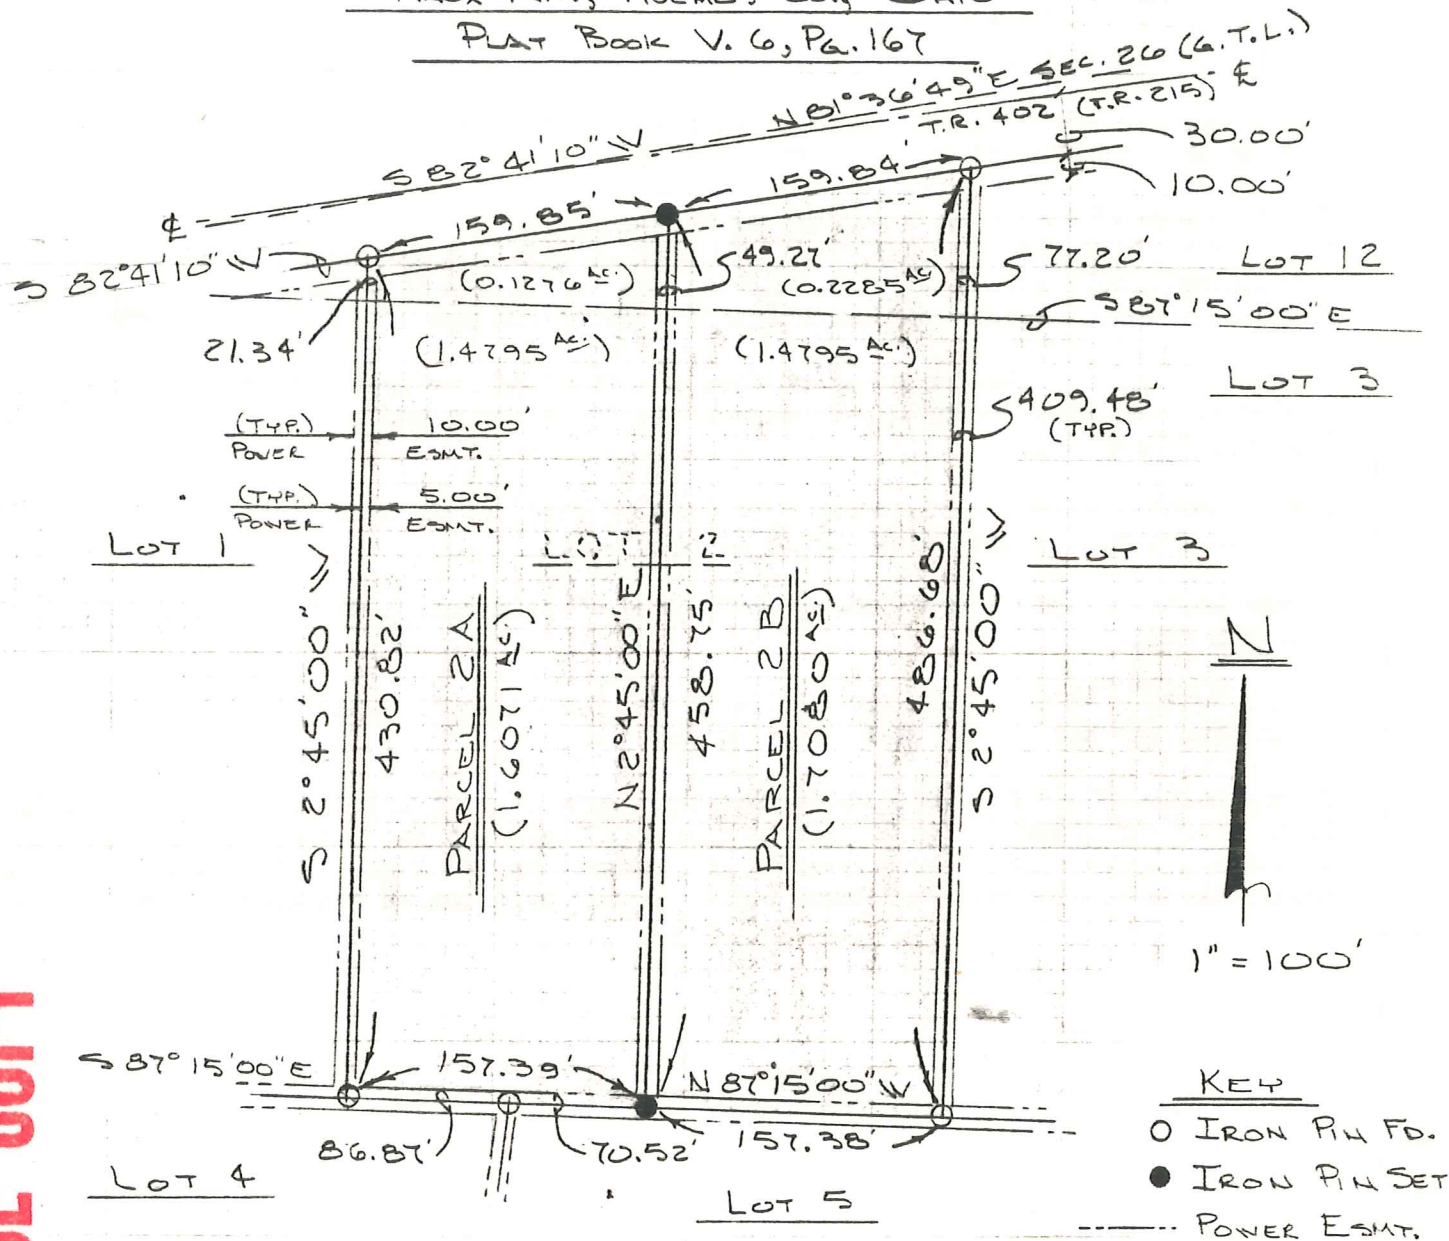 PLAT BOOK V. 6, PG. 167
N 81°36'49" E SEC. 26 (G.T.L.)
T.R. 402 (T.R. 215) ℄
S 82°41'10" W
30.00'
10.00'
℄
159.85'
159.84'
S 82°41'10" W
(0.1276 Ac.)
49.27'
(0.2285 Ac)
77.20'
LOT 12
S 87°15'00" E
21.34'
(1.4795 Ac.)
(1.4795 Ac.)
LOT 3
409.48'
(TYP.)
(TYP.) 10.00'
POWER ESMT.
(TYP.) 5.00'
POWER ESMT.
LOT 1
LOT 2
LOT 3
S 2°45'00" W
430.82'
PARCEL 2A
(1.6071 Ac.)
N 2°45'00" E
458.75'
PARCEL 2B
(1.7080 Ac.)
486.68'
S 2°45'00" W
N
1" = 100'
S 87°15'00" E
157.39'
N 87°15'00" W
86.87'
70.52'
157.38'
LOT 4
LOT 5
KEY
○ IRON PIN FD.
● IRON PIN SET
POWER ESMT.